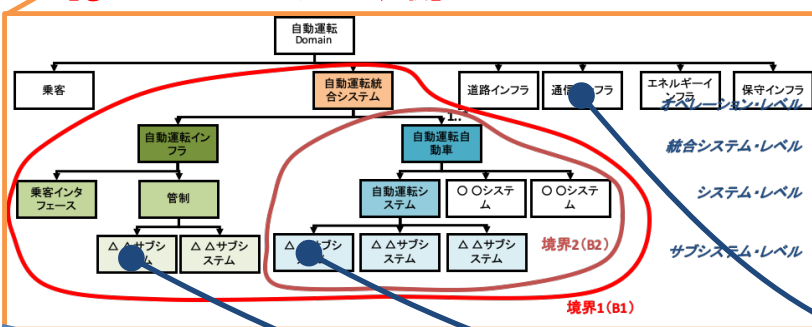 自動運転
Domain
乗客
自動運転統
合システム
道路インフラ
エネルギーイ
ンフラ
保守インフラ
オペレーション・レベル
1..*
自動運転イン
フラ
自動運転自
動車
統合システム・レベル
乗客インタ
フェース
管制
自動運転シ
ステム
〇〇システ
ム
〇〇システ
ム
システム・レベル
△△サブシ
ステム
△△サブシ
ステム
△△サブシ
ステム
△△サブシ
ステム
境界2(B2)
サブシステム・レベル
境界1(B1)